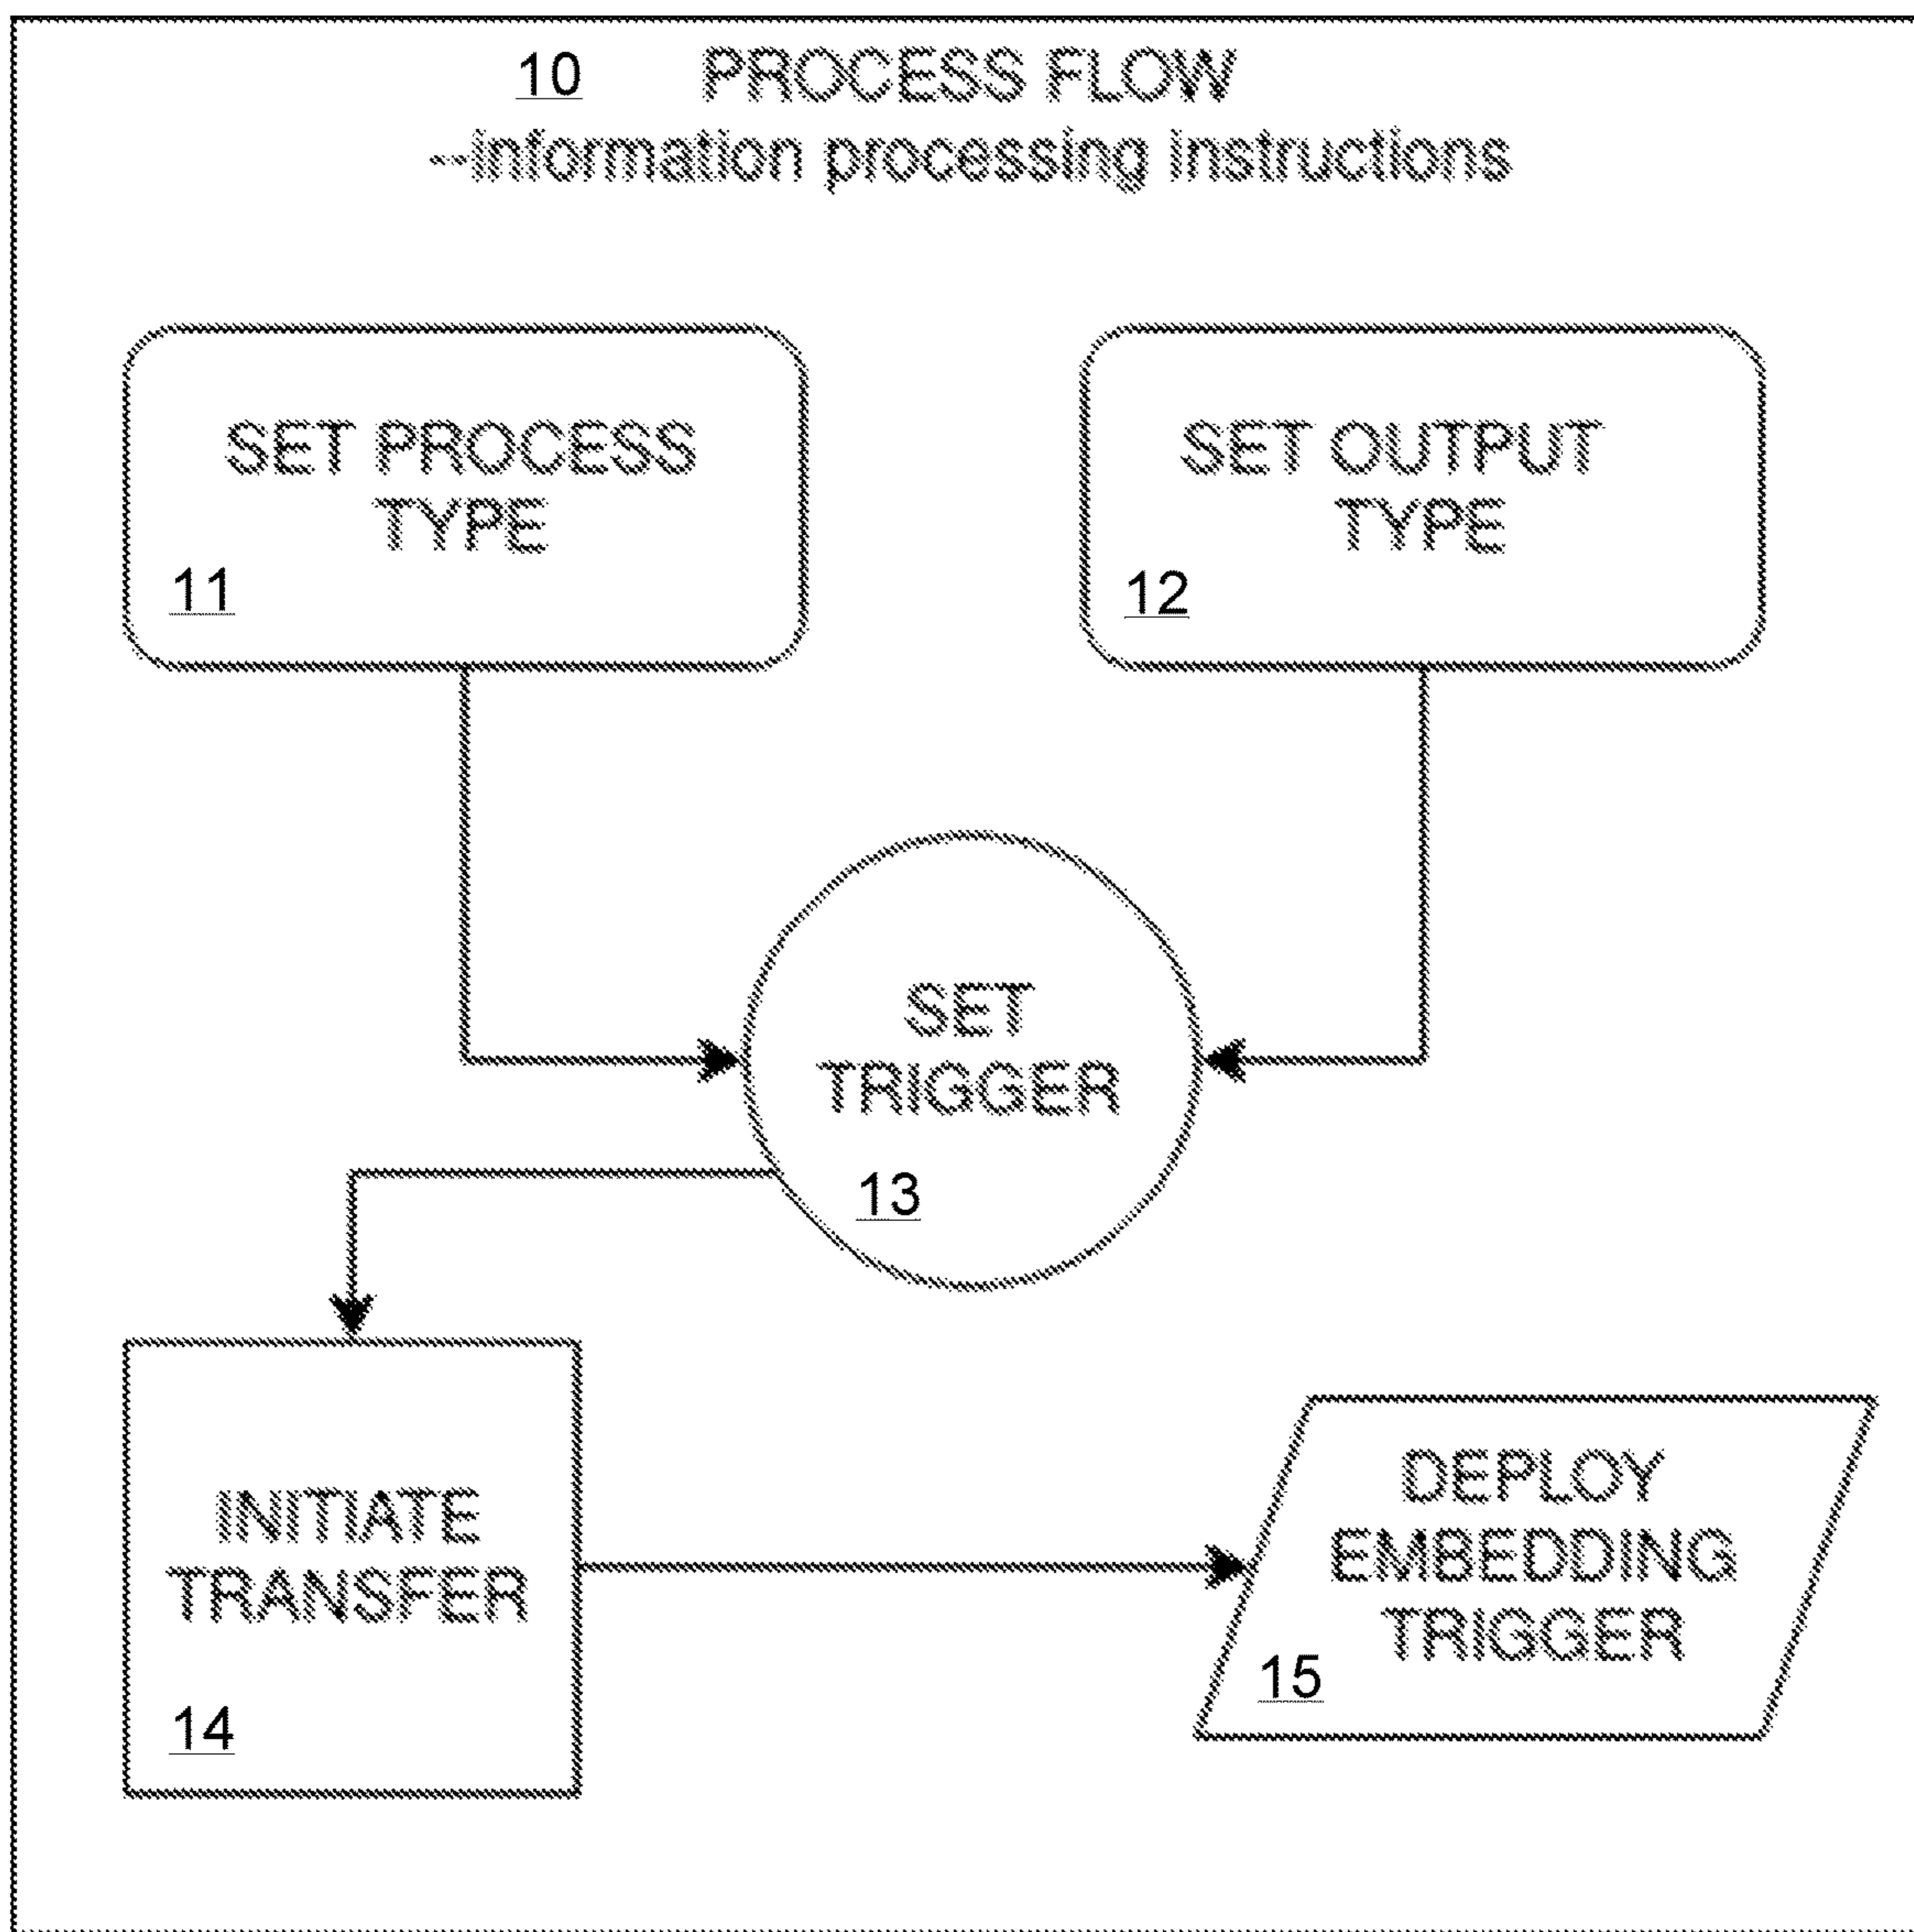 10 PROCESS FLOW
--information processing instructions
SET PROCESS
TYPE
11
SET OUTPUT
TYPE
12
SET
TRIGGER
13
INITIATE
TRANSFER
14
DEPLOY
EMBEDDING
TRIGGER
15